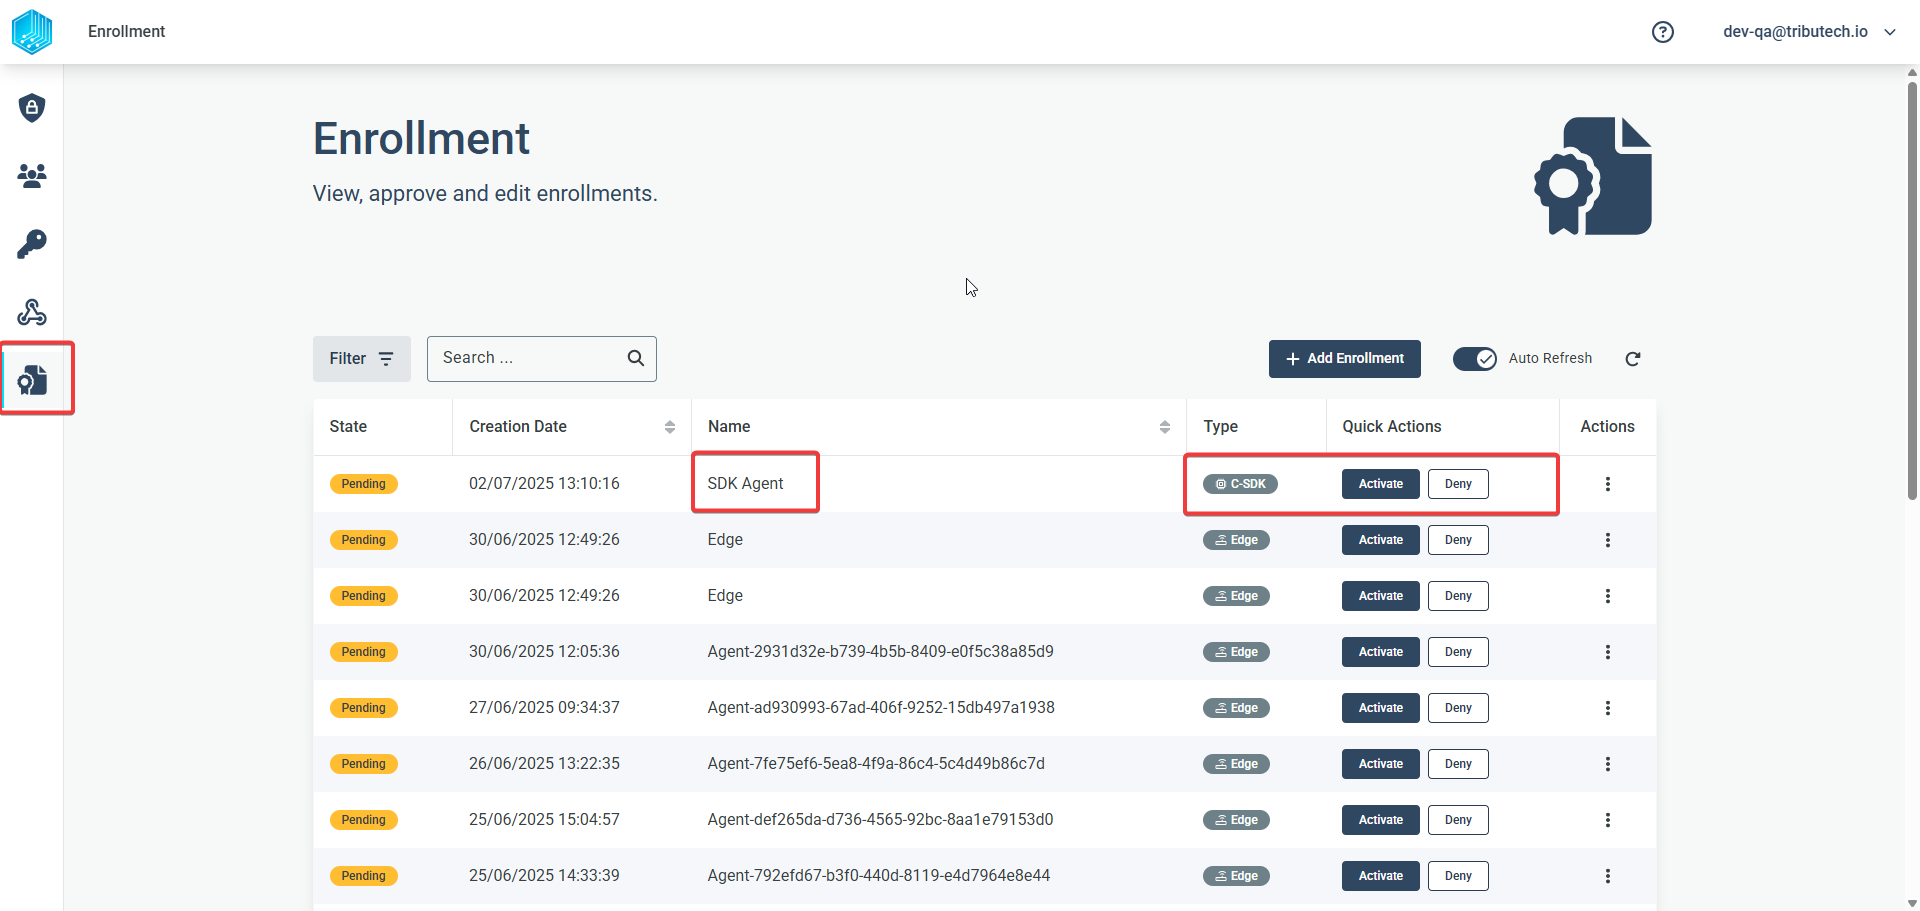 Enrollment
dev-qa@tributech.io
Enrollment
View, approve and edit enrollments.
Filter
Search ...
Add Enrollment
Auto Refresh
State Creation Date Name Type Quick Actions Actions
Pending 02/07/2025 13:10:16 SDK Agent C-SDK Activate Deny
Pending 30/06/2025 12:49:26 Edge Edge Activate Deny
Pending 30/06/2025 12:49:26 Edge Edge Activate Deny
Pending 30/06/2025 12:05:36 Agent-2931d32e-b739-4b5b-8409-e0f5c38a85d9 Edge Activate Deny
Pending 27/06/2025 09:34:37 Agent-ad930993-67ad-406f-9252-15db497a1938 Edge Activate Deny
Pending 26/06/2025 13:22:35 Agent-7fe75ef6-5ea8-4f9a-86c4-5c4d49b86c7d Edge Activate Deny
Pending 25/06/2025 15:04:57 Agent-def265da-d736-4565-92bc-8aa1e79153d0 Edge Activate Deny
Pending 25/06/2025 14:33:39 Agent-792efd67-b3f0-440d-8119-e4d7964e8e44 Edge Activate Deny